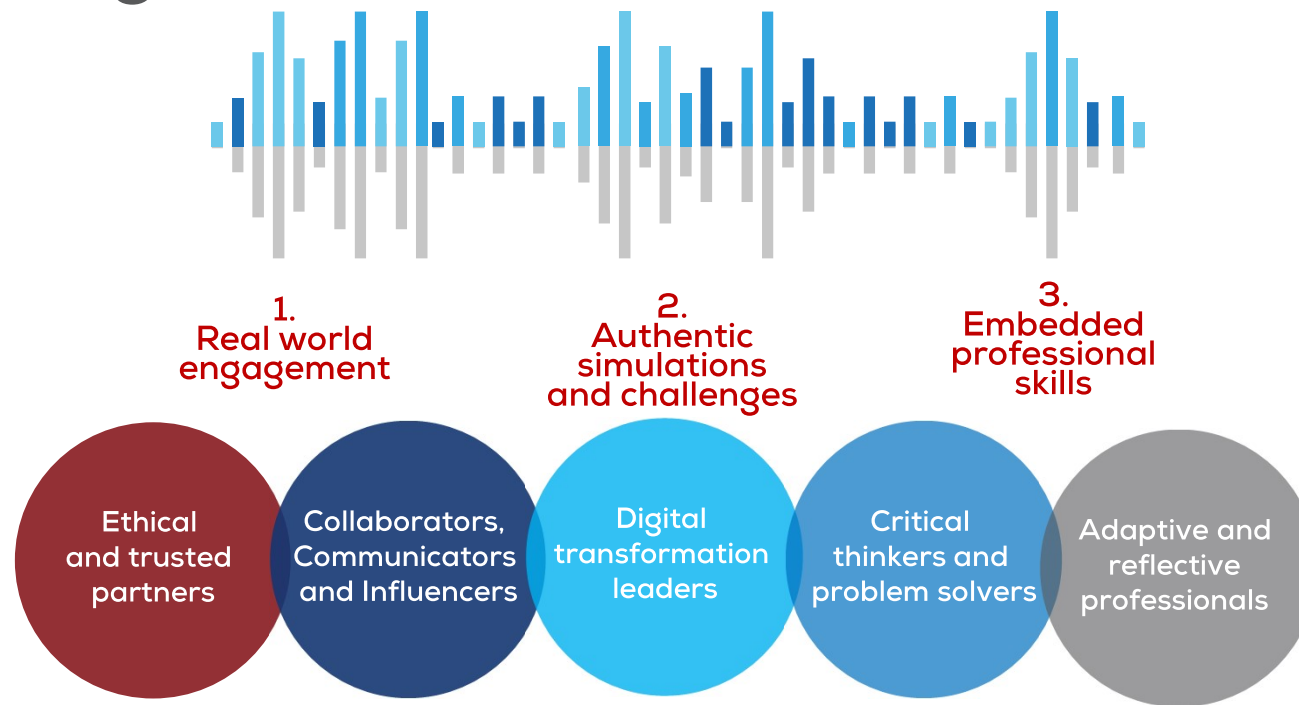 1.
Real world
engagement
2.
Authentic
simulations
and challenges
3.
Embedded
professional
skills
Ethical
and trusted
partners
Collaborators,
Communicators
and Influencers
Digital
transformation
leaders
Critical
thinkers and
problem solvers
Adaptive and
reflective
professionals